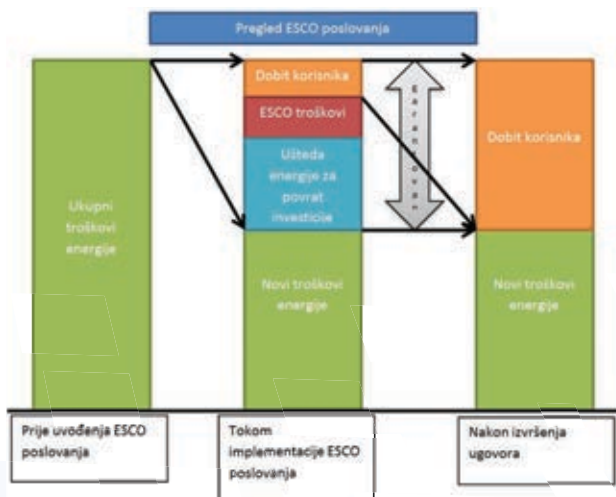 Pregled ESCO poslovanja
Ukupni
troškovi
energije
Dobit korisnika
ESCO troškovi
Ušteda
energije za
povrat
investicije
Novi troškovi
energije
Dobit korisnika
Novi troškovi
energije
Prije uvođenja ESCO
poslovanja
Tokom
implementacije ESCO
poslovanja
Nakon izvršenja
ugovora